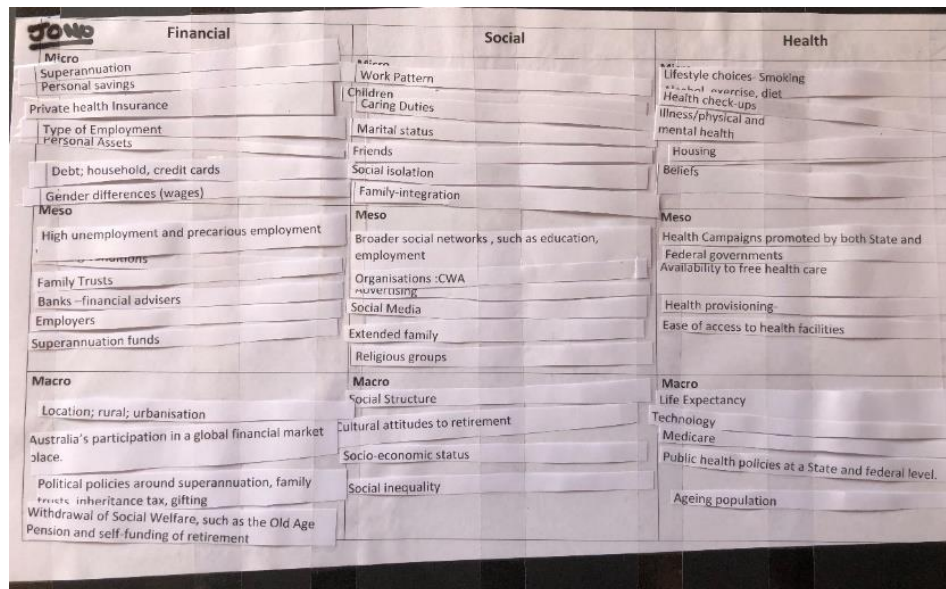 JONO
Financial
Micro
Superannuation
Personal savings
Private health Insurance
Type of Employment
Personal Assets
Debt; household, credit cards
Gender differences (wages)
Meso
High unemployment and precarious employment
Family Trusts
Banks –financial advisers
Employers
Superannuation funds
Macro
Location; rural; urbanisation
Australia's participation in a global financial market
place.
Political policies around superannuation, family
trusts, inheritance tax, gifting
Withdrawal of Social Welfare, such as the Old Age
Pension and self-funding of retirement
Social
Micro
Work Pattern
Children
Caring Duties
Marital status
Friends
Social isolation
Family-integration
Meso
Broader social networks , such as education,
employment
Organisations :CWA
Advertising
Social Media
Extended family
Religious groups
Macro
Social Structure
Cultural attitudes to retirement
Socio-economic status
Social inequality
Health
Lifestyle choices- Smoking
Alcohol, exercise, diet
Health check-ups
Illness/physical and
mental health
Housing
Beliefs
Meso
Health Campaigns promoted by both State and
Federal governments
Availability to free health care
Health provisioning-
Ease of access to health facilities
Macro
Life Expectancy
Technology
Medicare
Public health policies at a State and federal level.
Ageing population